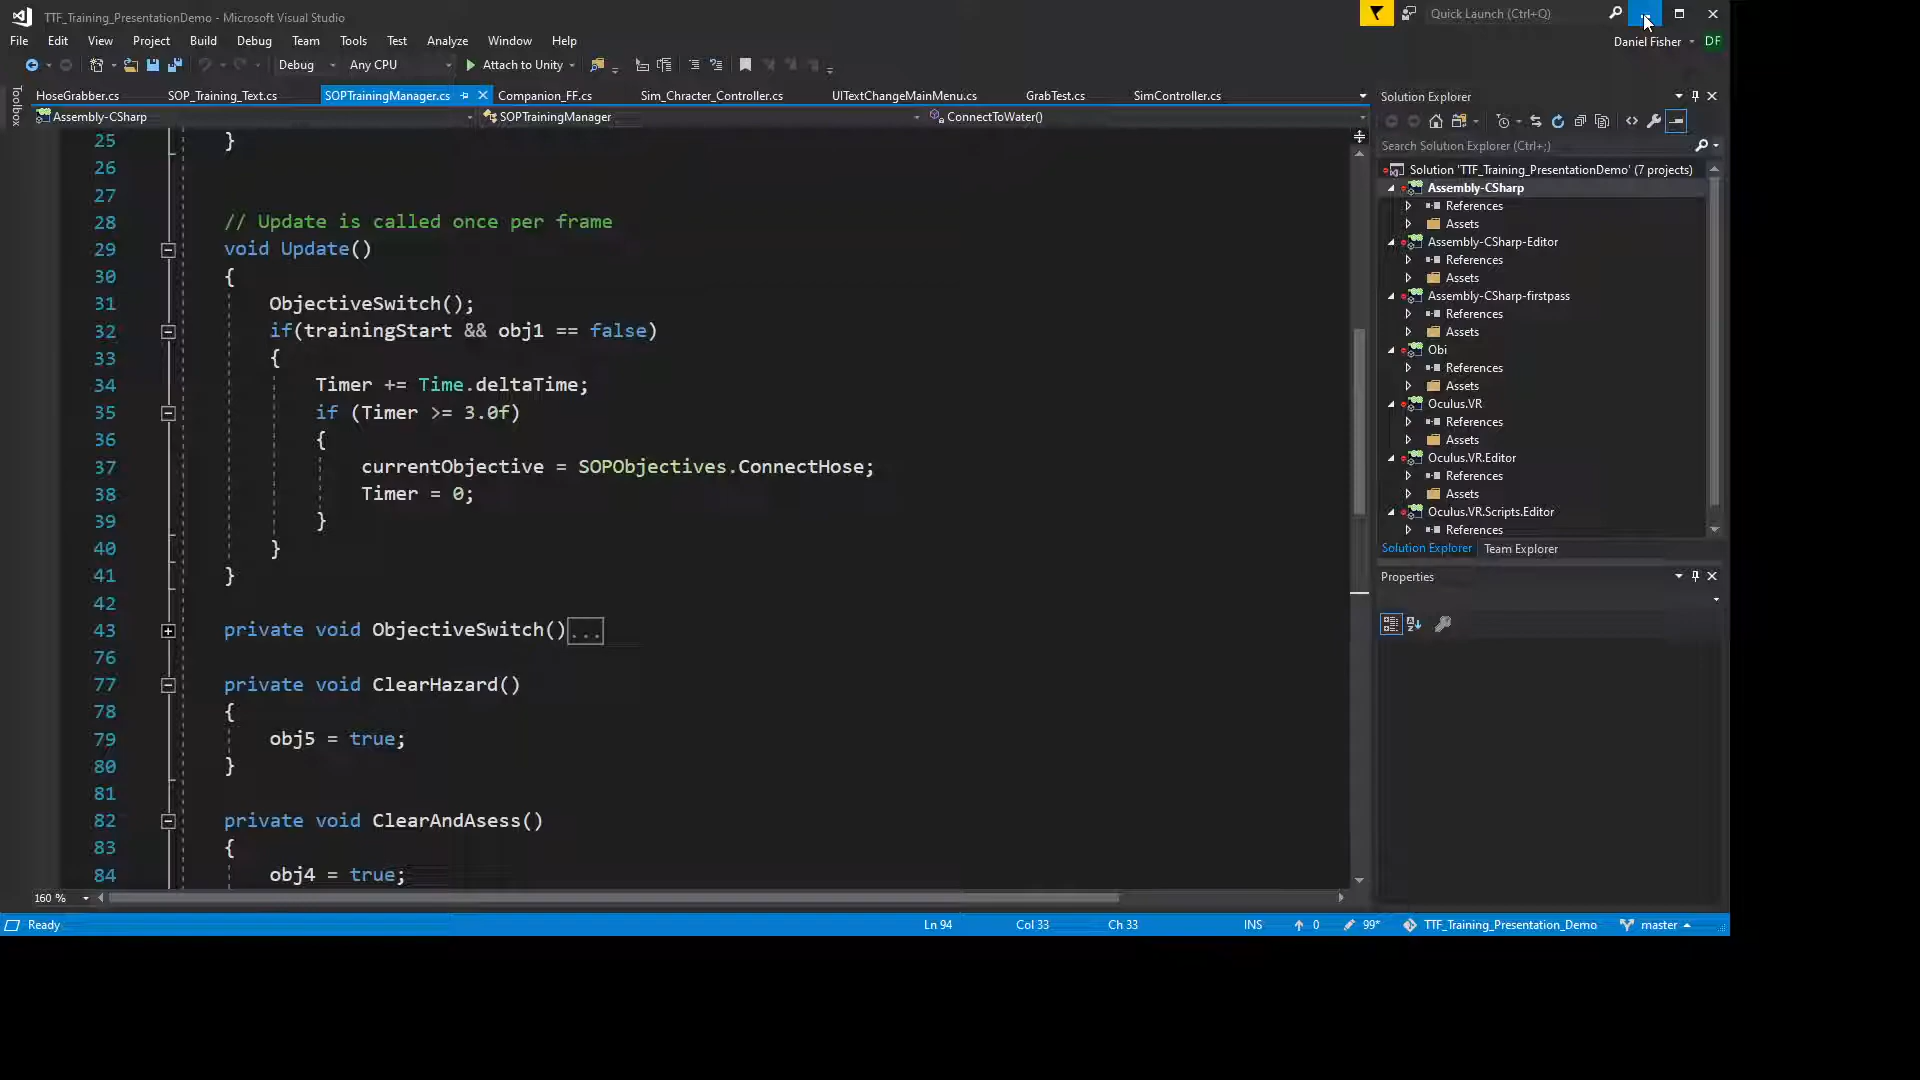 TTF_Training_PresentationDemo - Microsoft Visual Studio
Quick Launch (Ctrl+Q)
File Edit View Project Build Debug Team Tools Test Analyze Window Help
Daniel Fisher DF
Debug Any CPU Attach to Unity
Toolbox
HoseGrabber.cs SOP_Training_Text.cs SOPTrainingManager.cs Companion_FF.cs Sim_Chracter_Controller.cs UITextChangeMainMenu.cs GrabTest.cs SimController.cs
Assembly-CSharp SOPTrainingManager ConnectToWater()
25 }
26
27
28 // Update is called once per frame
29 void Update()
30 {
31 ObjectiveSwitch();
32 if(trainingStart && obj1 == false)
33 {
34 Timer += Time.deltaTime;
35 if (Timer >= 3.0f)
36 {
37 currentObjective = SOPObjectives.ConnectHose;
38 Timer = 0;
39 }
40 }
41 }
42
43 private void ObjectiveSwitch()...
76
77 private void ClearHazard()
78 {
79 obj5 = true;
80 }
81
82 private void ClearAndAsess()
83 {
84 obj4 = true;
160 %
Solution Explorer
Search Solution Explorer (Ctrl+;)
Solution 'TTF_Training_PresentationDemo' (7 projects)
Assembly-CSharp
References
Assets
Assembly-CSharp-Editor
References
Assets
Assembly-CSharp-firstpass
References
Assets
Obi
References
Assets
Oculus.VR
References
Assets
Oculus.VR.Editor
References
Assets
Oculus.VR.Scripts.Editor
References
Solution Explorer Team Explorer
Properties
Ready Ln 94 Col 33 Ch 33 INS 0 99* TTF_Training_Presentation_Demo master